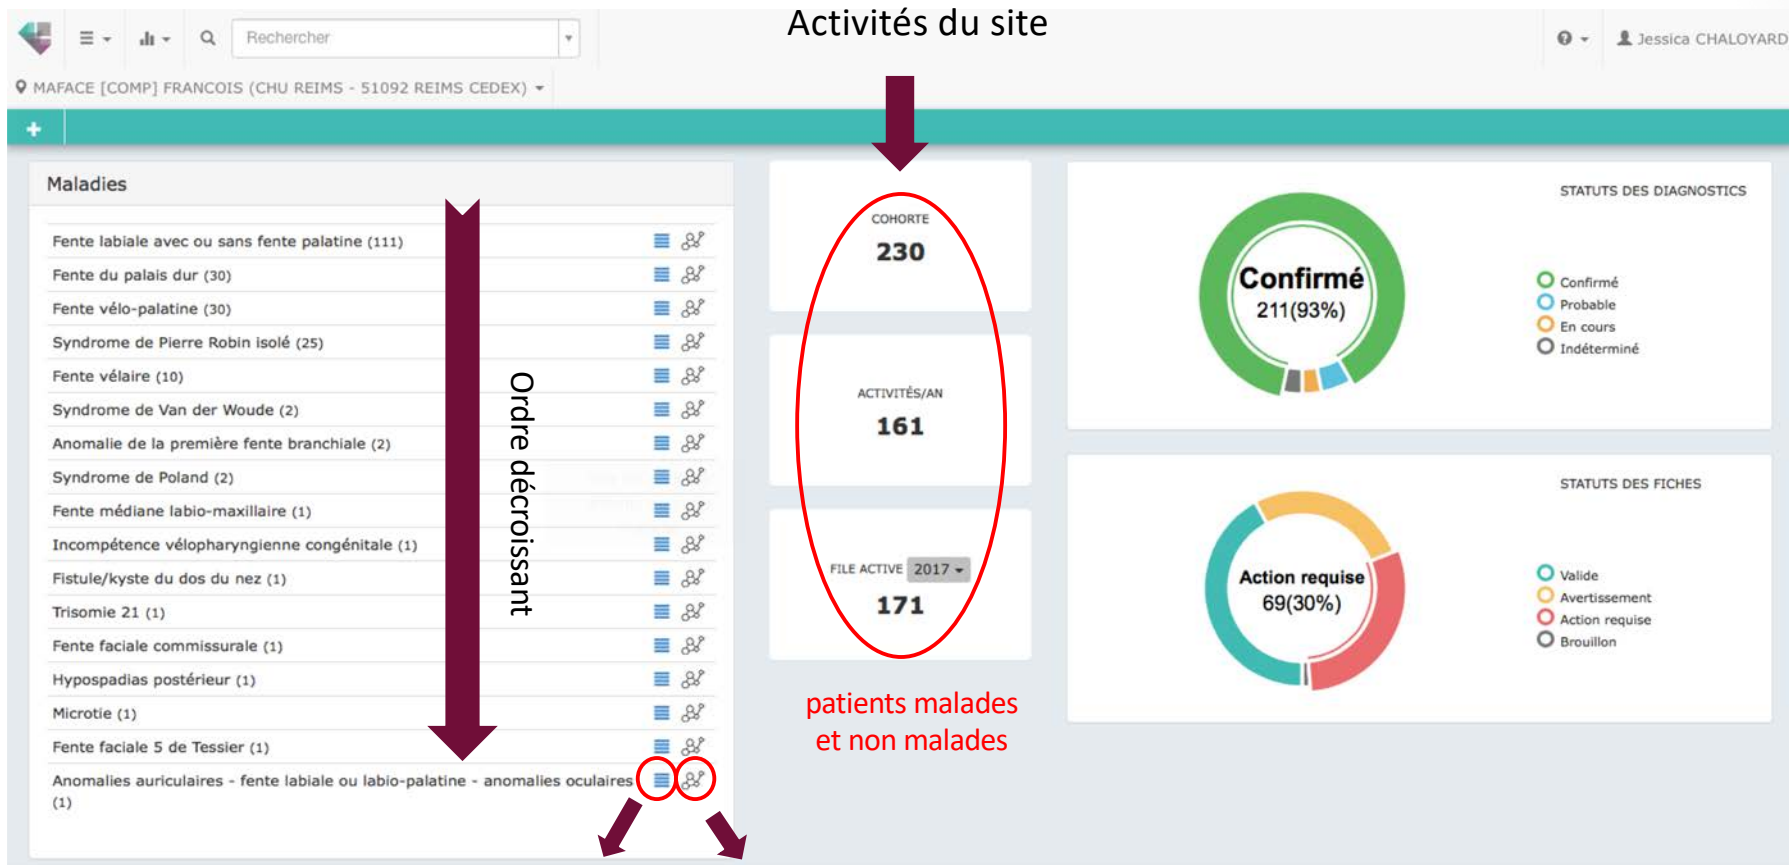 Activités du site
Rechercher
Jessica CHALOYARD
MAFACE [COMP] FRANCOIS (CHU REIMS - 51092 REIMS CEDEX)
Maladies
Fente labiale avec ou sans fente palatine (111)
Fente du palais dur (30)
Fente vélo-palatine (30)
Syndrome de Pierre Robin isolé (25)
Fente vélaire (10)
Syndrome de Van der Woude (2)
Anomalie de la première fente branchiale (2)
Syndrome de Poland (2)
Fente médiane labio-maxillaire (1)
Incompétence vélopharyngienne congénitale (1)
Fistule/kyste du dos du nez (1)
Trisomie 21 (1)
Fente faciale commissurale (1)
Hypospadias postérieur (1)
Microtie (1)
Fente faciale 5 de Tessier (1)
Anomalies auriculaires - fente labiale ou labio-palatine - anomalies oculaires
(1)
Ordre décroissant
COHORTE
230
ACTIVITÉS/AN
161
FILE ACTIVE 2017
171
patients malades
et non malades
STATUTS DES DIAGNOSTICS
Confirmé
211(93%)
Confirmé
Probable
En cours
Indéterminé
STATUTS DES FICHES
Action requise
69(30%)
Valide
Avertissement
Action requise
Brouillon